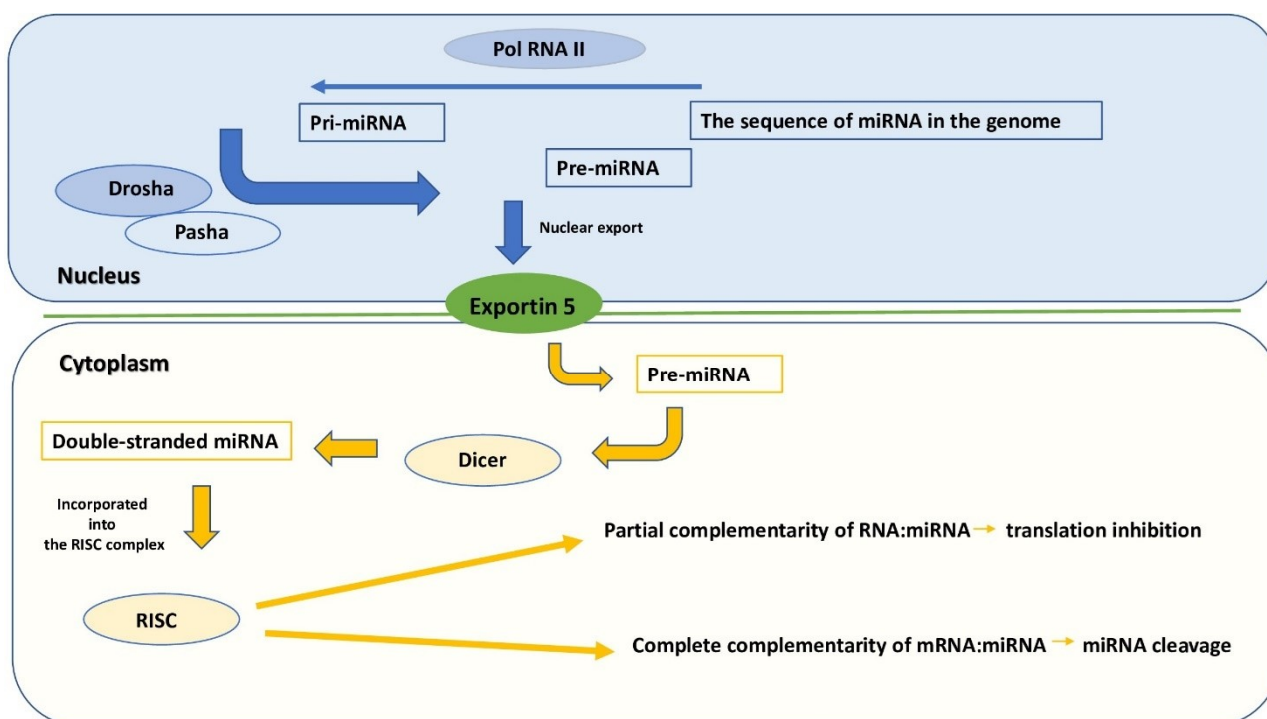 Pol RNA II
Pri-miRNA
The sequence of miRNA in the genome
Pre-miRNA
Drosha
Pasha
Nuclear export
Nucleus
Exportin 5
Cytoplasm
Pre-miRNA
Double-stranded miRNA
Dicer
Incorporated
into
the RISC complex
Partial complementarity of RNA:miRNA → translation inhibition
RISC
Complete complementarity of mRNA:miRNA → miRNA cleavage